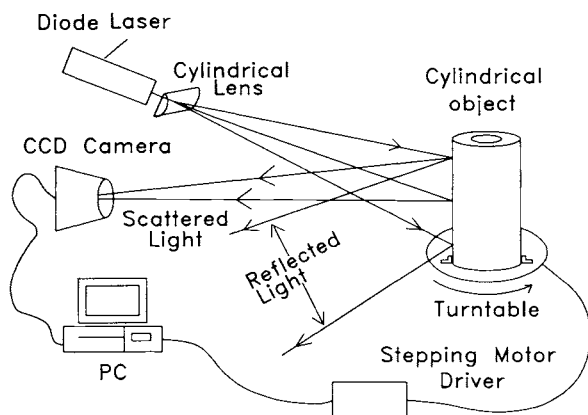 Diode Laser
Cylindrical
Lens
Cylindrical
object
CCD Camera
Scattered
Light
Reflected
Light
Turntable
PC
Stepping Motor
Driver